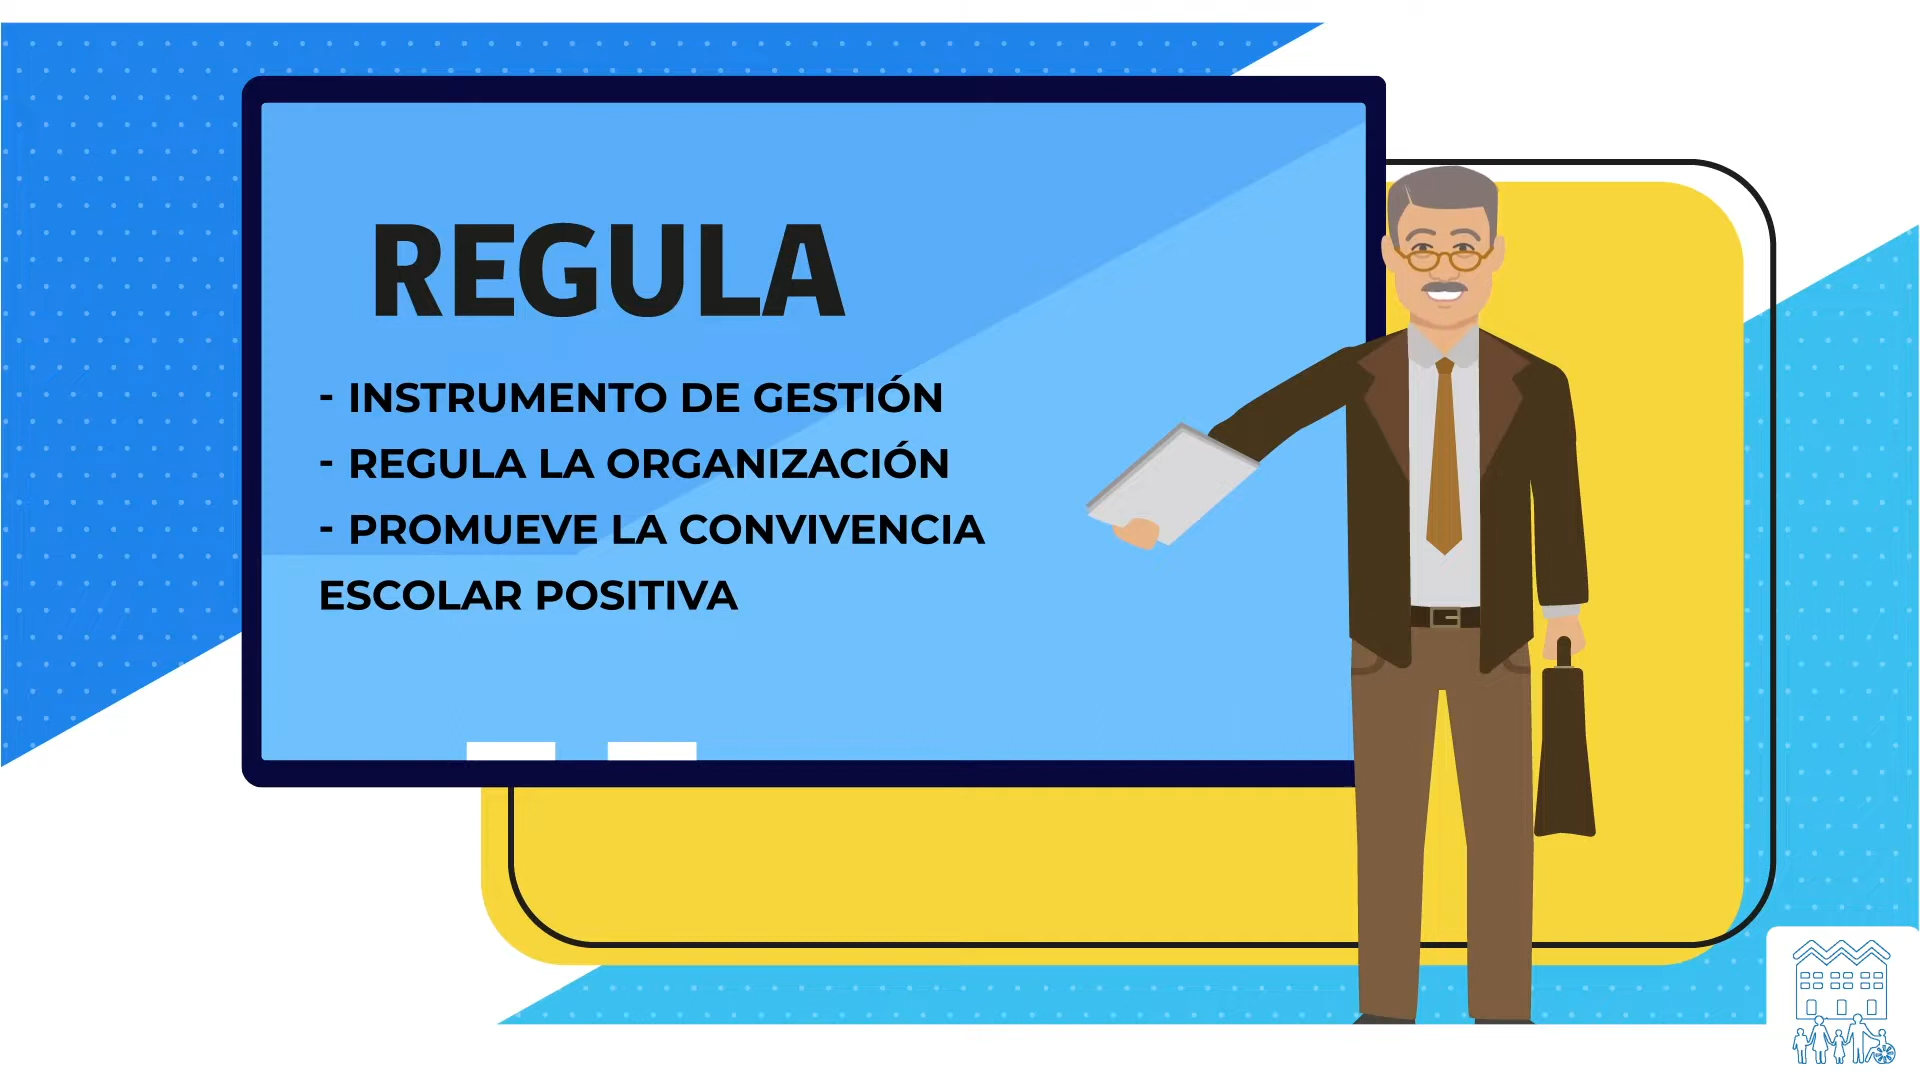 REGULA
- INSTRUMENTO DE GESTIÓN
- REGULA LA ORGANIZACIÓN
- PROMUEVE LA CONVIVENCIA
ESCOLAR POSITIVA